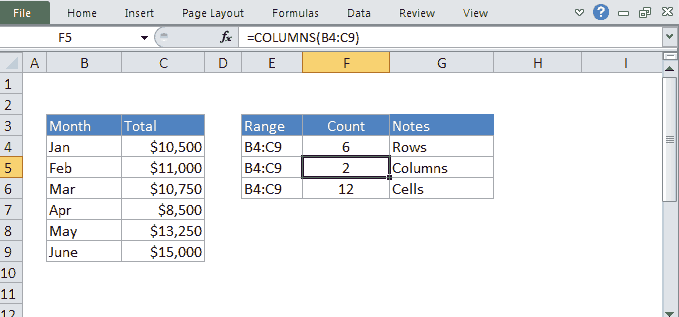 File Home Insert Page Layout Formulas Data Review View ?
F5 fx =COLUMNS(B4:C9)
A B C D E F G H I
1
2
3 Month Total Range Count Notes
4 Jan $10,500 B4:C9 6 Rows
5 Feb $11,000 B4:C9 2 Columns
6 Mar $10,750 B4:C9 12 Cells
7 Apr $8,500
8 May $13,250
9 June $15,000
10
11
12